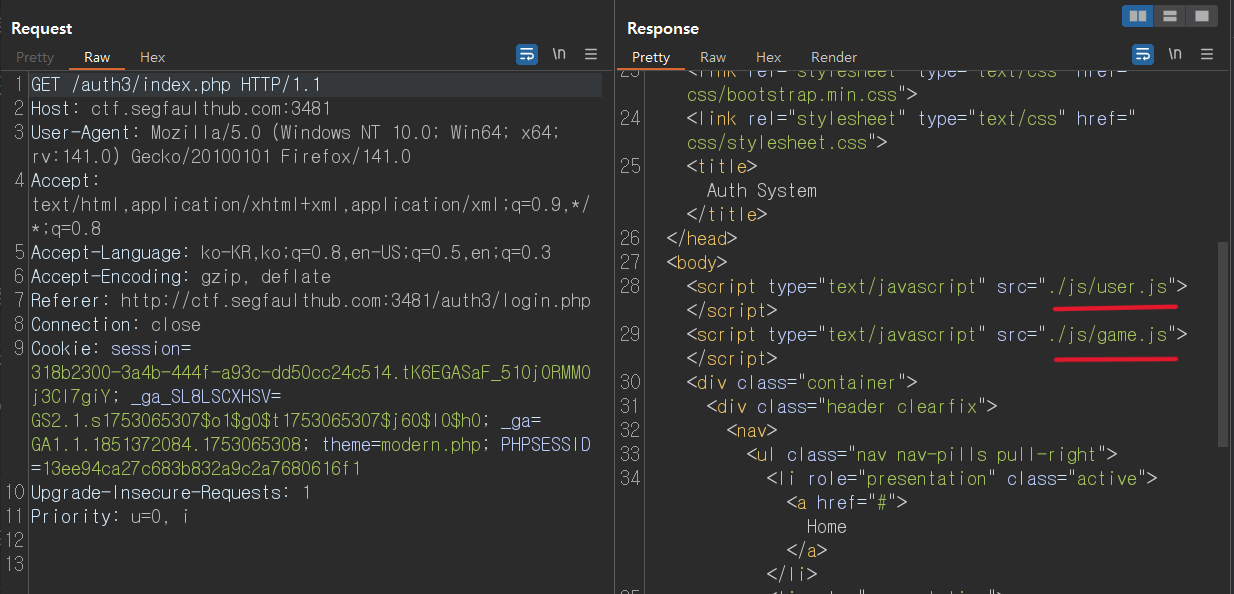 Request
Pretty Raw Hex \n
1 GET /auth3/index.php HTTP/1.1
2 Host: ctf.segfaulthub.com:3481
3 User-Agent: Mozilla/5.0 (Windows NT 10.0; Win64; x64;
rv:141.0) Gecko/20100101 Firefox/141.0
4 Accept:
text/html,application/xhtml+xml,application/xml;q=0.9,*/
*;q=0.8
5 Accept-Language: ko-KR,ko;q=0.8,en-US;q=0.5,en;q=0.3
6 Accept-Encoding: gzip, deflate
7 Referer: http://ctf.segfaulthub.com:3481/auth3/login.php
8 Connection: close
9 Cookie: session=
318b2300-3a4b-444f-a93c-dd50cc24c514.tK6EGASaF_510j0RMM0
j3Cl7giY; _ga_SL8LSCXHSV=
GS2.1.s1753065307$o1$g0$t1753065307$j60$l0$h0; _ga=
GA1.1.1851372084.1753065308; theme=modern.php; PHPSESSID
=13ee94ca27c683b832a9c2a7680616f1
10 Upgrade-Insecure-Requests: 1
11 Priority: u=0, i
12
13
Response
Pretty Raw Hex Render \n
23 <link rel="stylesheet" type="text/css" href="
css/bootstrap.min.css">
24 <link rel="stylesheet" type="text/css" href="
css/stylesheet.css">
25 <title>
Auth System
</title>
26 </head>
27 <body>
28 <script type="text/javascript" src="./js/user.js">
</script>
29 <script type="text/javascript" src="./js/game.js">
</script>
30 <div class="container">
31 <div class="header clearfix">
32 <nav>
33 <ul class="nav nav-pills pull-right">
34 <li role="presentation" class="active">
<a href="#">
Home
</a>
</li>